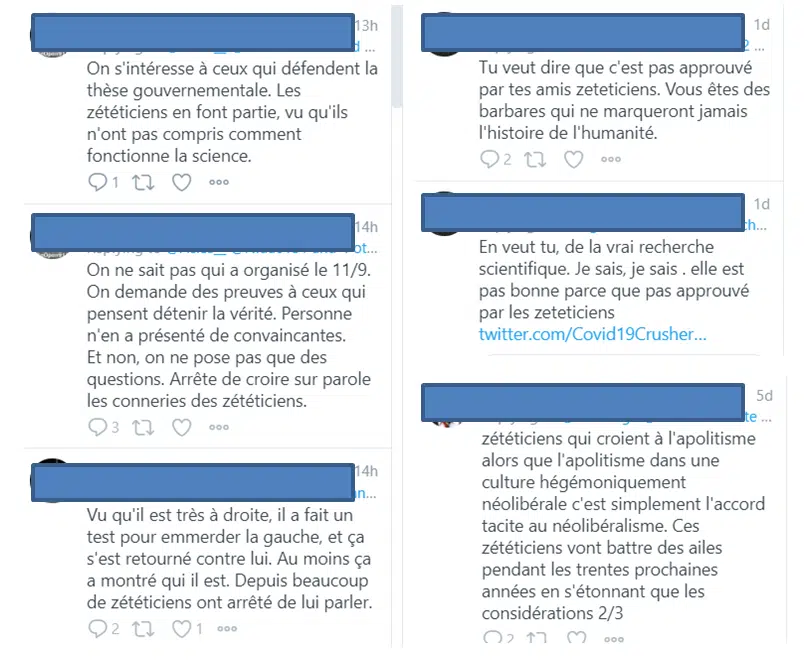 13h
On s'intéresse à ceux qui défendent la
thèse gouvernementale. Les
zététiciens en font partie, vu qu'ils
n'ont pas compris comment
fonctionne la science.
1
14h
On ne sait pas qui a organisé le 11/9.
On demande des preuves à ceux qui
pensent détenir la vérité. Personne
n'en a présenté de convaincantes.
Et non, on ne pose pas que des
questions. Arrête de croire sur parole
les conneries des zététiciens.
3
14h
Vu qu'il est très à droite, il a fait un
test pour emmerder la gauche, et ça
s'est retourné contre lui. Au moins ça
a montré qui il est. Depuis beaucoup
de zététiciens ont arrêté de lui parler.
2 1
1d
Tu veut dire que c'est pas approuvé
par tes amis zeteticiens. Vous êtes des
barbares qui ne marqueront jamais
l'histoire de l'humanité.
2
1d
En veut tu, de la vrai recherche
scientifique. Je sais, je sais . elle est
pas bonne parce que pas approuvé
par les zeteticiens
twitter.com/Covid19Crusher...
5d
zététiciens qui croient à l'apolitisme
alors que l'apolitisme dans une
culture hégémoniquement
néolibérale c'est simplement l'accord
tacite au néolibéralisme. Ces
zététiciens vont battre des ailes
pendant les trentes prochaines
années en s'étonnant que les
considérations 2/3
2